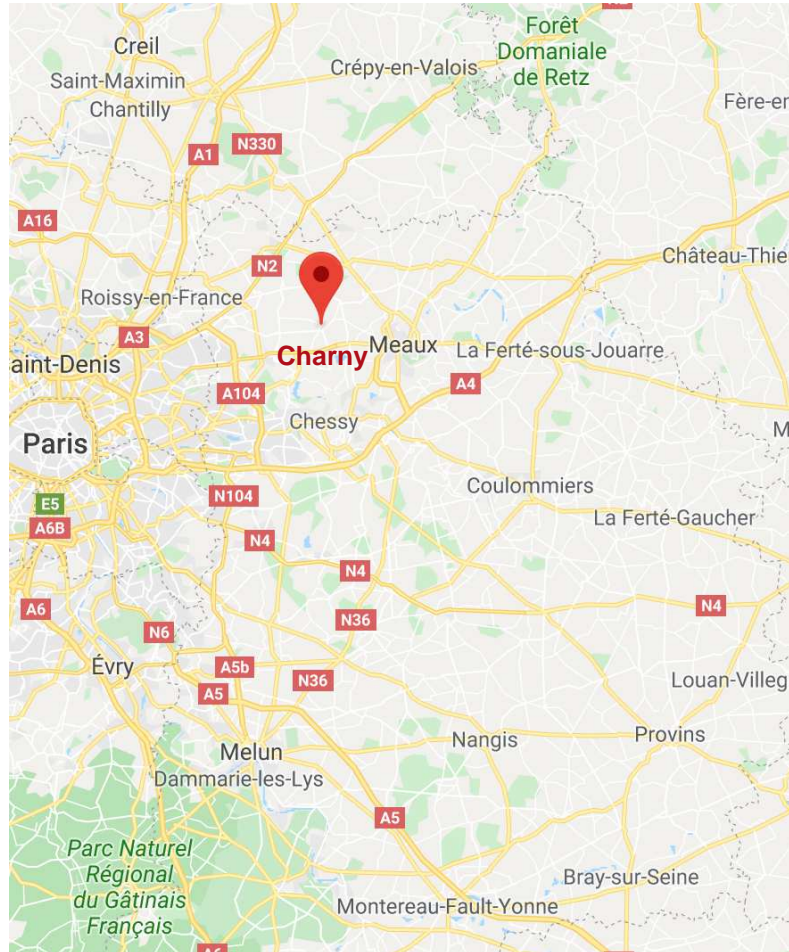 Creil
Forêt
Domaniale
de Retz
Crépy-en-Valois
Saint-Maximin
Chantilly
Fère-en
N330
A1
A16
Château-Thie
N2
Roissy-en-France
A3
Charny
Meaux
La Ferté-sous-Jouarre
aint-Denis
A104
A4
Chessy
Paris
M
Coulommiers
N104
E5
La Ferté-Gaucher
A6B
N4
N4
A6
N4
N36
N6
Évry
A5b
N36
Louan-Villeg
A5
Provins
Nangis
Melun
Dammarie-les-Lys
A5
Parc Naturel
Régional
du Gâtinais
Français
Bray-sur-Seine
Montereau-Fault-Yonne
A6